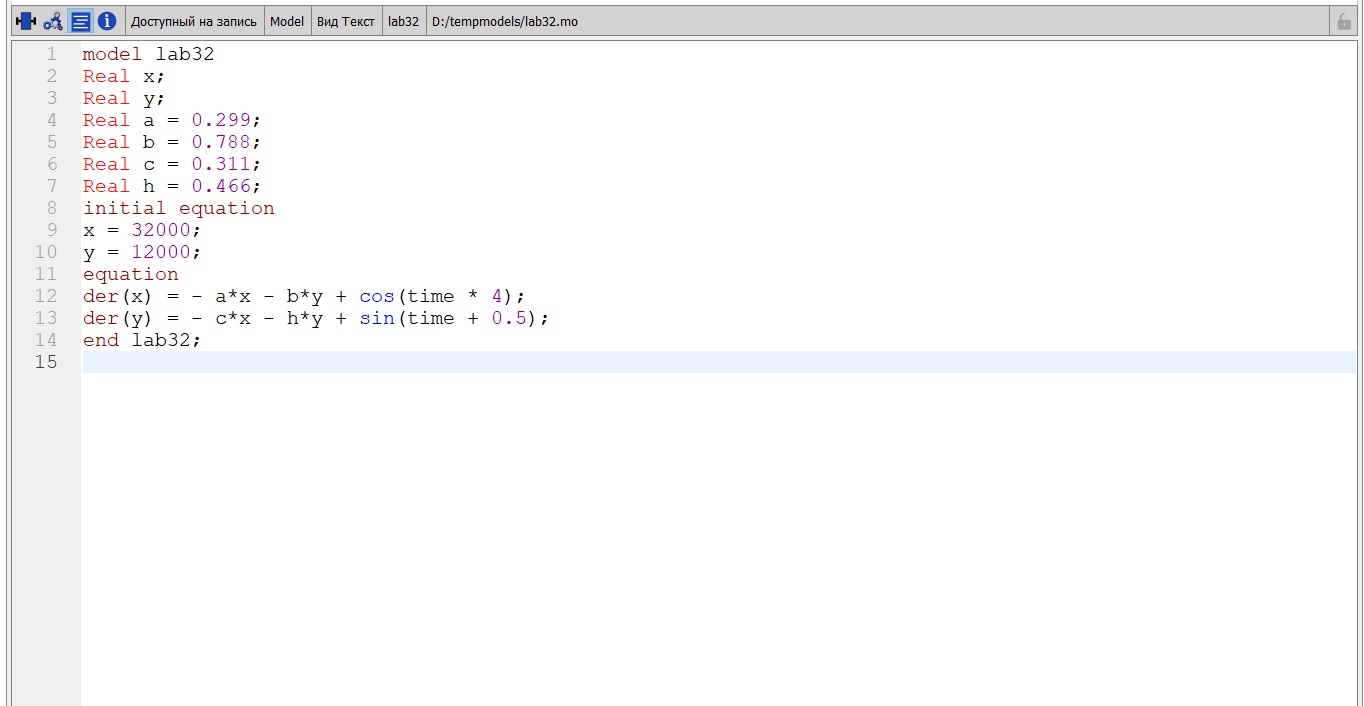 Доступный на запись Model Вид Текст lab32 D:/tempmodels/lab32.mo
1 model lab32
2 Real x;
3 Real y;
4 Real a = 0.299;
5 Real b = 0.788;
6 Real c = 0.311;
7 Real h = 0.466;
8 initial equation
9 x = 32000;
10 y = 12000;
11 equation
12 der(x) = - a*x - b*y + cos(time * 4);
13 der(y) = - c*x - h*y + sin(time + 0.5);
14 end lab32;
15